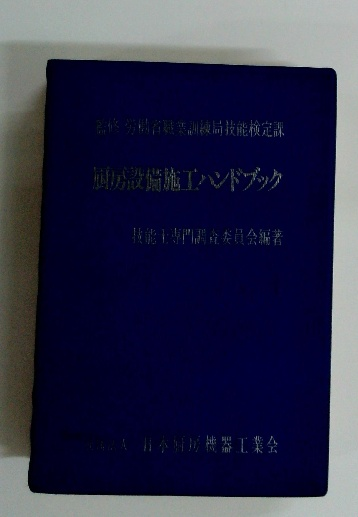 監修 労働省職業訓練局技能検定課
厨房設備施工ハンドブック
技能士専門調査委員会編著
日本厨房機器工業会